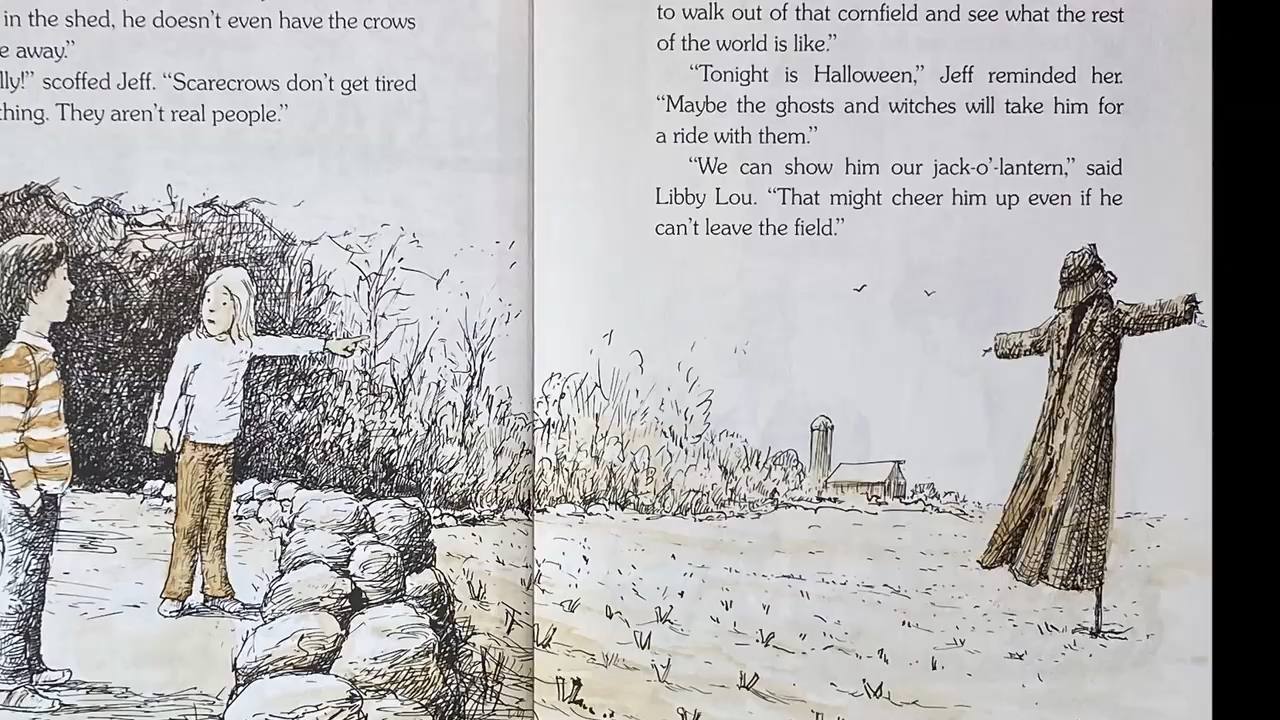 in the shed, he doesn't even have the crows
away.”
scoffed Jeff. “Scarecrows don't get tired
They aren't real people.”
to walk out of that cornfield and see what the rest
of the world is like.”
“Tonight is Halloween,” Jeff reminded her.
“Maybe the ghosts and witches will take him for
a ride with them.”
“We can show him our jack-o'-lantern,” said
Libby Lou. “That might cheer him up even if he
can't leave the field.”